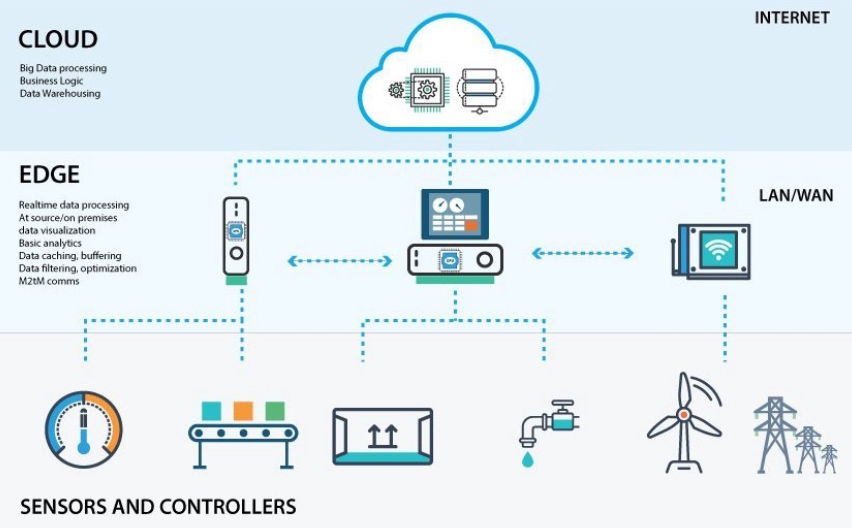 CLOUD
INTERNET
Big Data processing
Business Logic
Data Warehousing
EDGE
LAN/WAN
Realtime data processing
At source/on premises
data visualization
Basic analytics
Data caching, buffering
Data filtering, optimization
M2tM comms
SENSORS AND CONTROLLERS